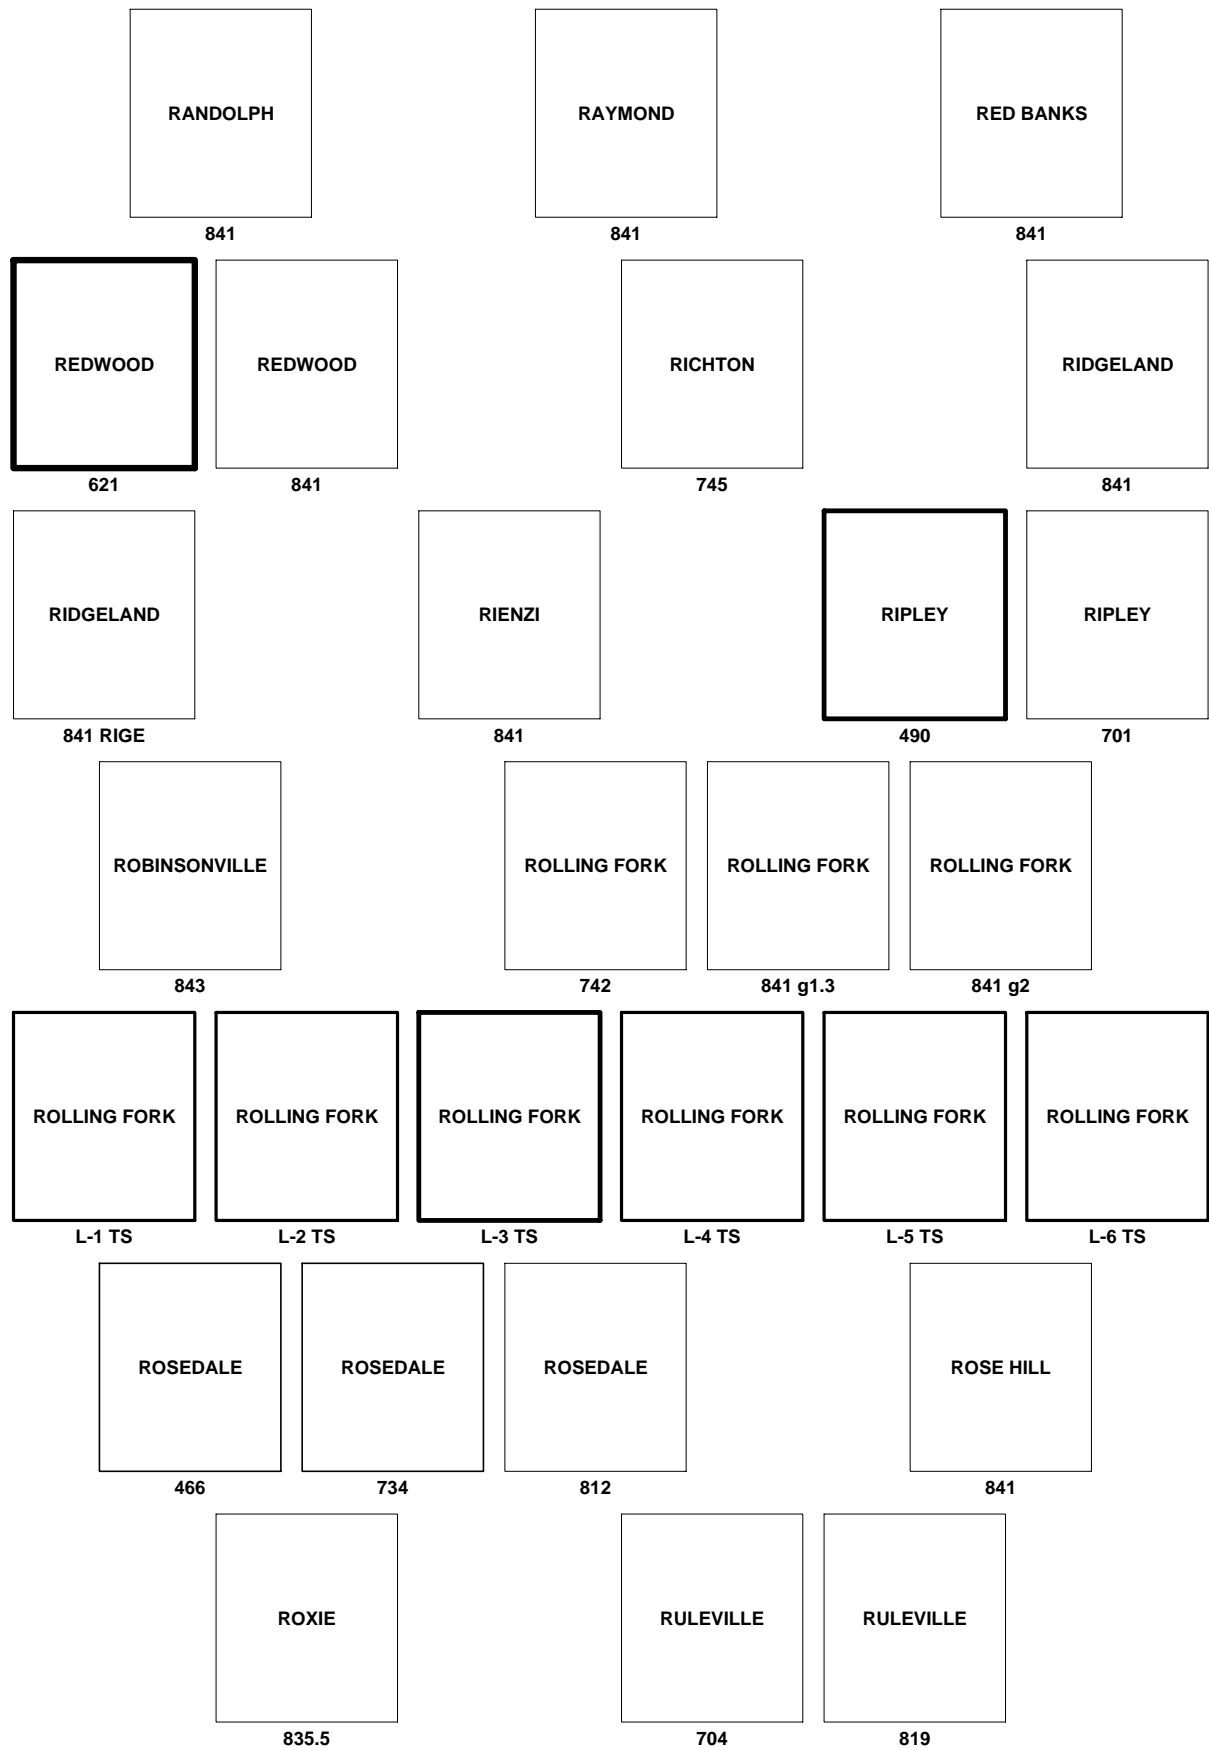 RANDOLPH
RAYMOND
RED BANKS
841
841
841
REDWOOD
REDWOOD
RICHTON
RIDGELAND
621
841
745
841
RIDGELAND
RIENZI
RIPLEY
RIPLEY
841 RIGE
841
490
701
ROBINSONVILLE
ROLLING FORK
ROLLING FORK
ROLLING FORK
843
742
841 g1.3
841 g2
ROLLING FORK
ROLLING FORK
ROLLING FORK
ROLLING FORK
ROLLING FORK
ROLLING FORK
L-1 TS
L-2 TS
L-3 TS
L-4 TS
L-5 TS
L-6 TS
ROSEDALE
ROSEDALE
ROSEDALE
ROSE HILL
466
734
812
841
ROXIE
RULEVILLE
RULEVILLE
835.5
704
819